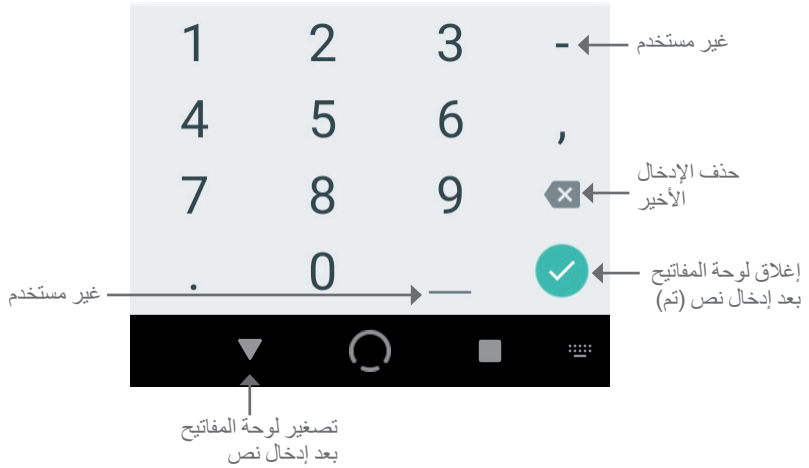 1 2 3 -
غير مستخدم
4 5 6 ,
7 8 9
حذف الإدخال
الأخير
. 0 _
إغلاق لوحة المفاتيح
بعد إدخال نص (تم)
غير مستخدم
تصغير لوحة المفاتيح
بعد إدخال نص